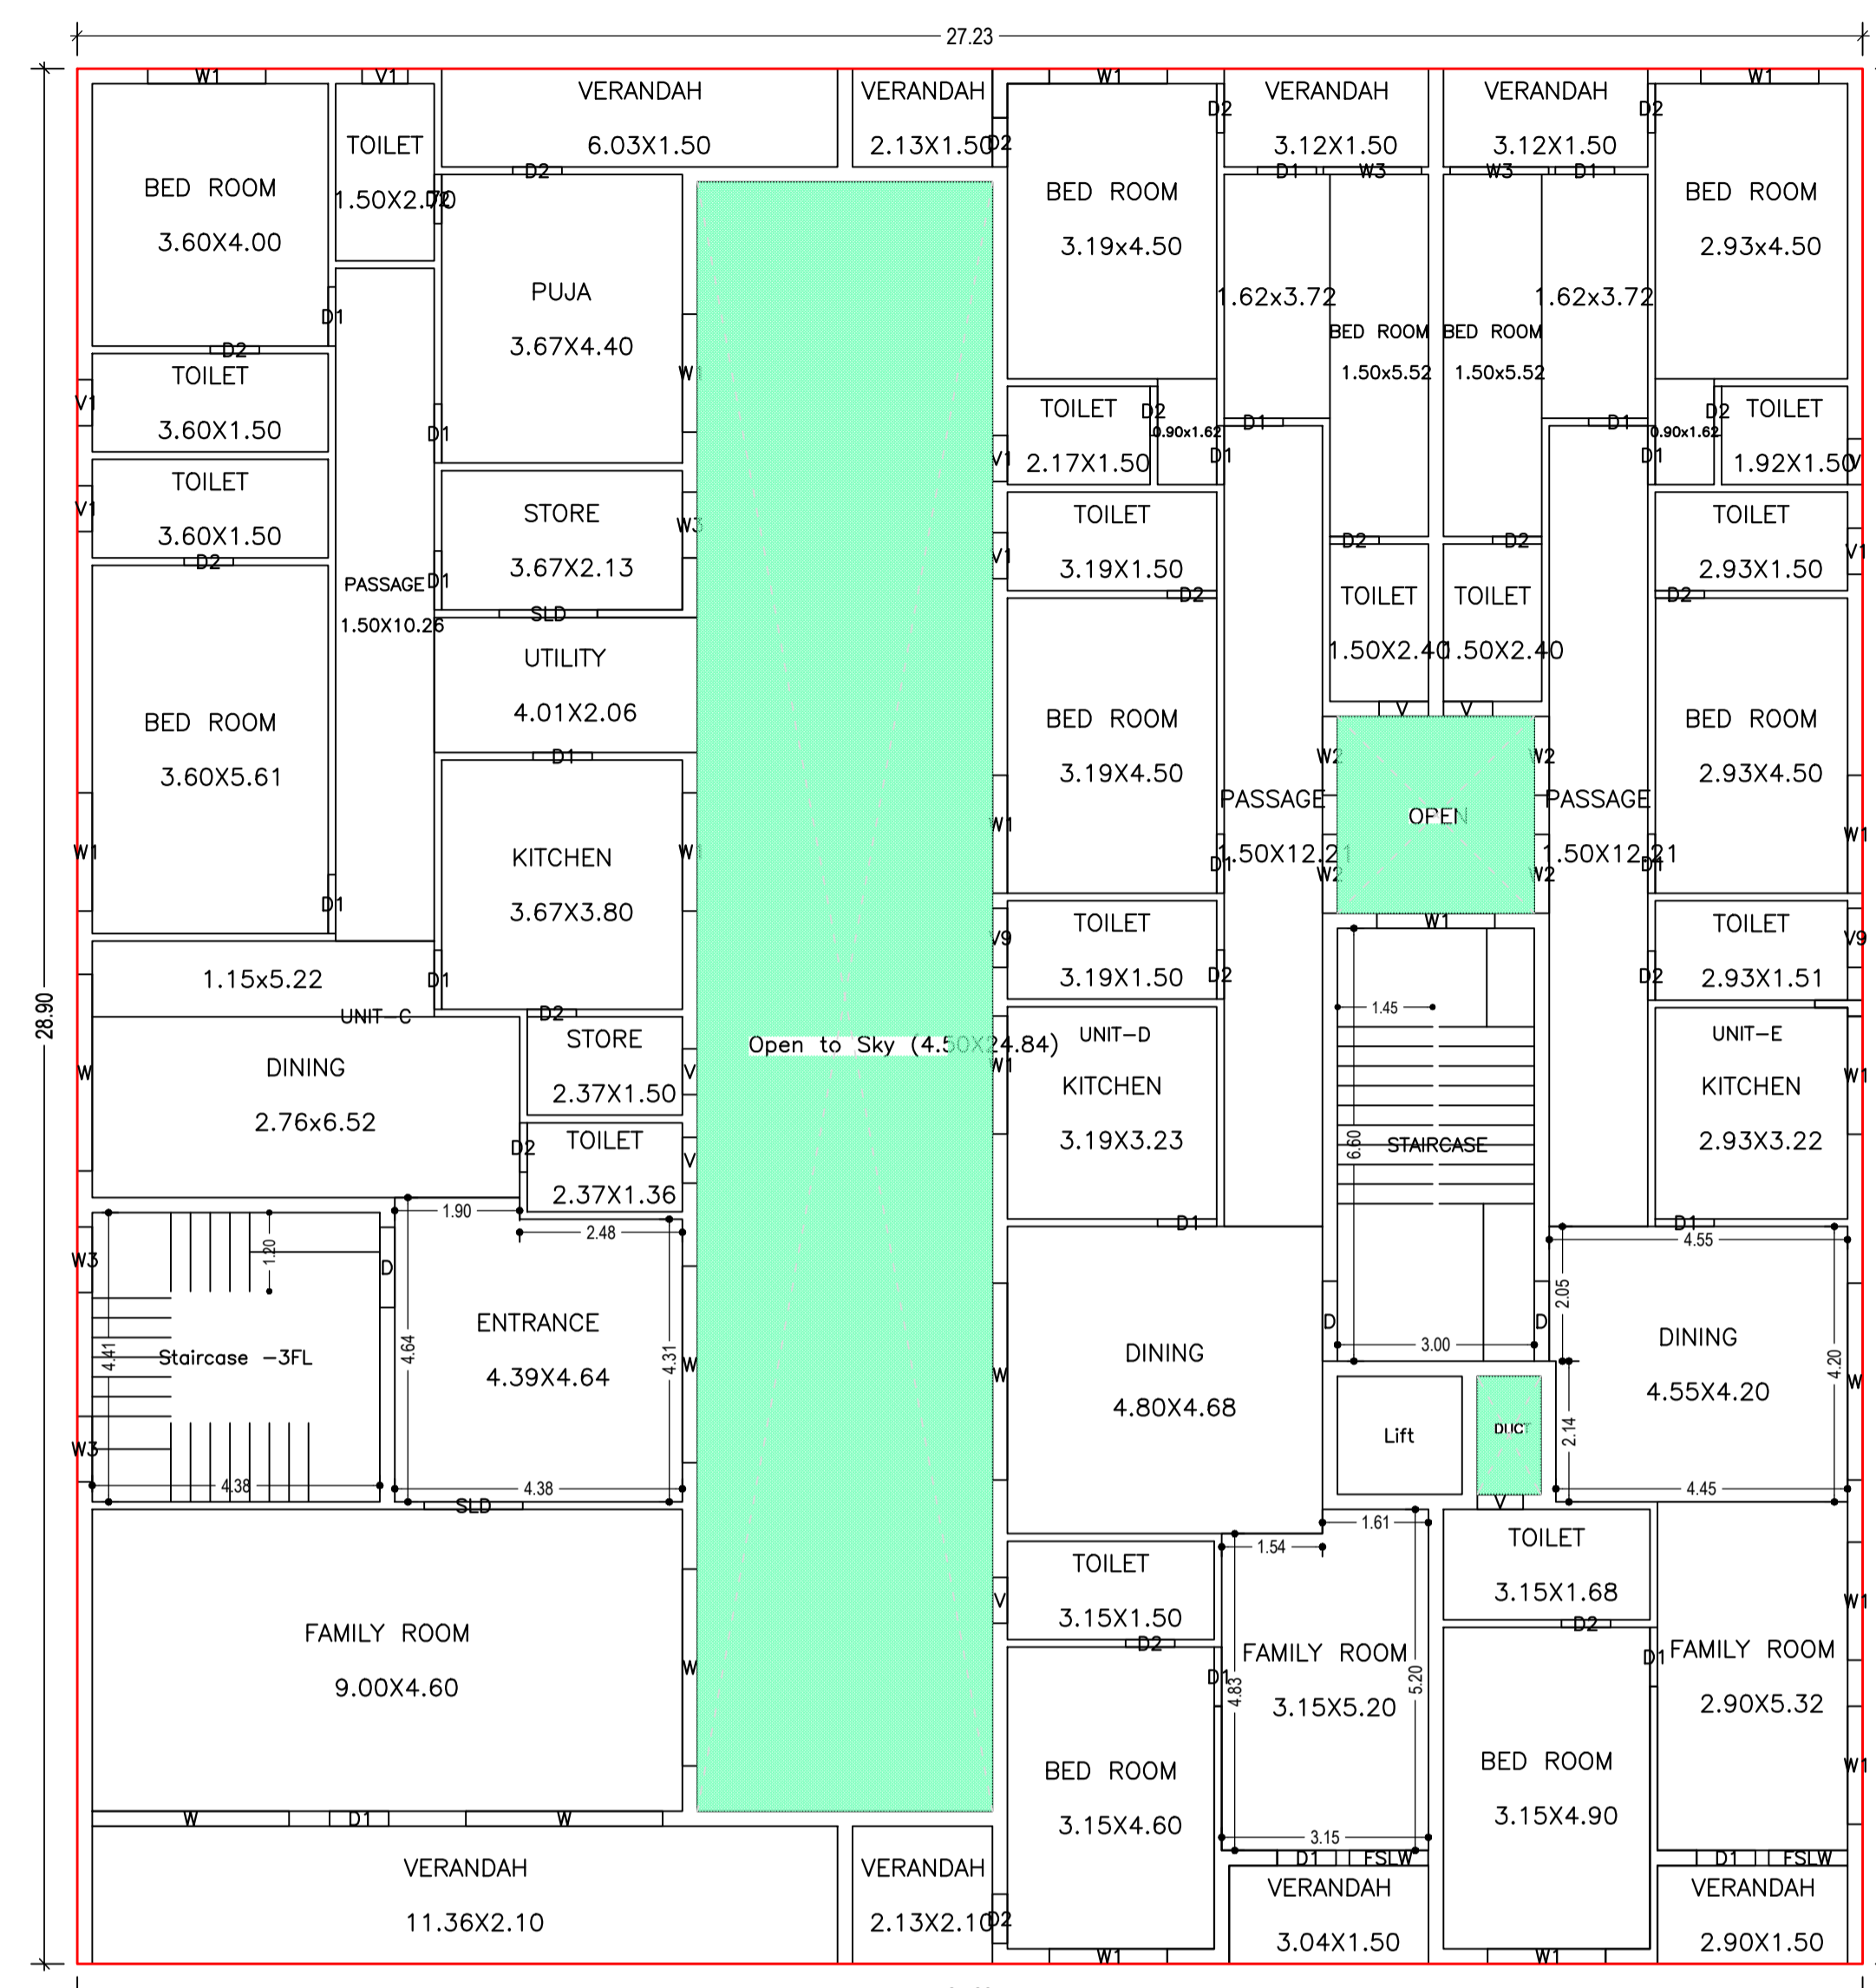 27.23
28.90
W1
V1
VERANDAH
6.03X1.50
VERANDAH
2.13X1.50
D2
W1
D2
VERANDAH
3.12X1.50
VERANDAH
3.12X1.50
D2
W1
BED ROOM
3.60X4.00
TOILET
1.50X2.70
D2
D2
PUJA
3.67X4.40
W1
D1
D2
D1
BED ROOM
3.19x4.50
D1
W3
W3
D1
1.62x3.72
BED ROOM
1.50x5.52
BED ROOM
1.50x5.52
1.62x3.72
BED ROOM
2.93x4.50
TOILET
3.60X1.50
V1
TOILET
3.60X1.50
V1
D2
STORE
3.67X2.13
W3
D1
SLD
PASSAGE
1.50X10.26
UTILITY
4.01X2.06
D1
TOILET
2.17X1.50
D2
0.90x1.62
D1
V1
D1
D1
D1
0.90x1.62
D2
TOILET
1.92X1.50
V
TOILET
3.19X1.50
V1
D2
D2
D2
TOILET
2.93X1.50
V1
D2
TOILET
1.50X2.40
TOILET
1.50X2.40
V
V
BED ROOM
3.60X5.61
W1
D1
KITCHEN
3.67X3.80
W1
D1
D2
BED ROOM
3.19X4.50
W1
D1
PASSAGE
1.50X12.21
W2
W2
OPEN
W2
W2
PASSAGE
1.50X12.21
D1
BED ROOM
2.93X4.50
W1
W1
1.15x5.22
UNIT-C
DINING
2.76x6.52
W
STORE
2.37X1.50
V
TOILET
2.37X1.36
V
D2
Open to Sky (4.50X24.84)
TOILET
3.19X1.50
V9
D2
UNIT-D
KITCHEN
3.19X3.23
W1
D1
1.45
6.60
STAIRCASE
3.00
D
D
D2
TOILET
2.93X1.51
V9
UNIT-E
KITCHEN
2.93X3.22
W1
D1
1.90
2.48
W3
1.20
D
4.41
Staircase -3FL
W3
4.38
ENTRANCE
4.39X4.64
4.64
4.31
W
4.38
SLD
DINING
4.80X4.68
W
Lift
DUCT
V
4.55
2.05
DINING
4.55X4.20
4.20
W
2.14
4.45
FAMILY ROOM
9.00X4.60
W
W
D1
W
TOILET
3.15X1.50
V
D2
1.61
1.54
D1
FAMILY ROOM
3.15X5.20
4.83
5.20
3.15
TOILET
3.15X1.68
D2
D1
FAMILY ROOM
2.90X5.32
W1
W1
BED ROOM
3.15X4.60
BED ROOM
3.15X4.90
VERANDAH
11.36X2.10
VERANDAH
2.13X2.10
D2
W1
D1
FSLW
VERANDAH
3.04X1.50
W1
D1
FSLW
VERANDAH
2.90X1.50